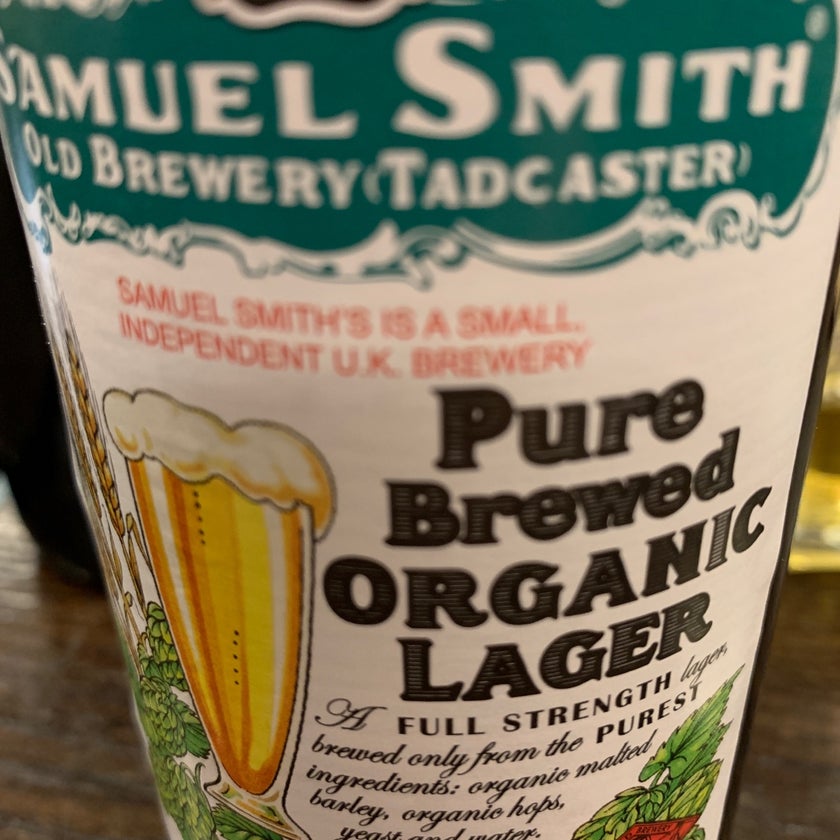 SAMUEL SMITH®
OLD BREWERY (TADCASTER)
SAMUEL SMITH'S IS A SMALL,
INDEPENDENT U.K. BREWERY
Pure
Brewed
ORGANIC
LAGER
A FULL STRENGTH lager,
brewed only from the PUREST
ingredients: organic malted
barley, organic hops,
yeast and water.
BREWERY